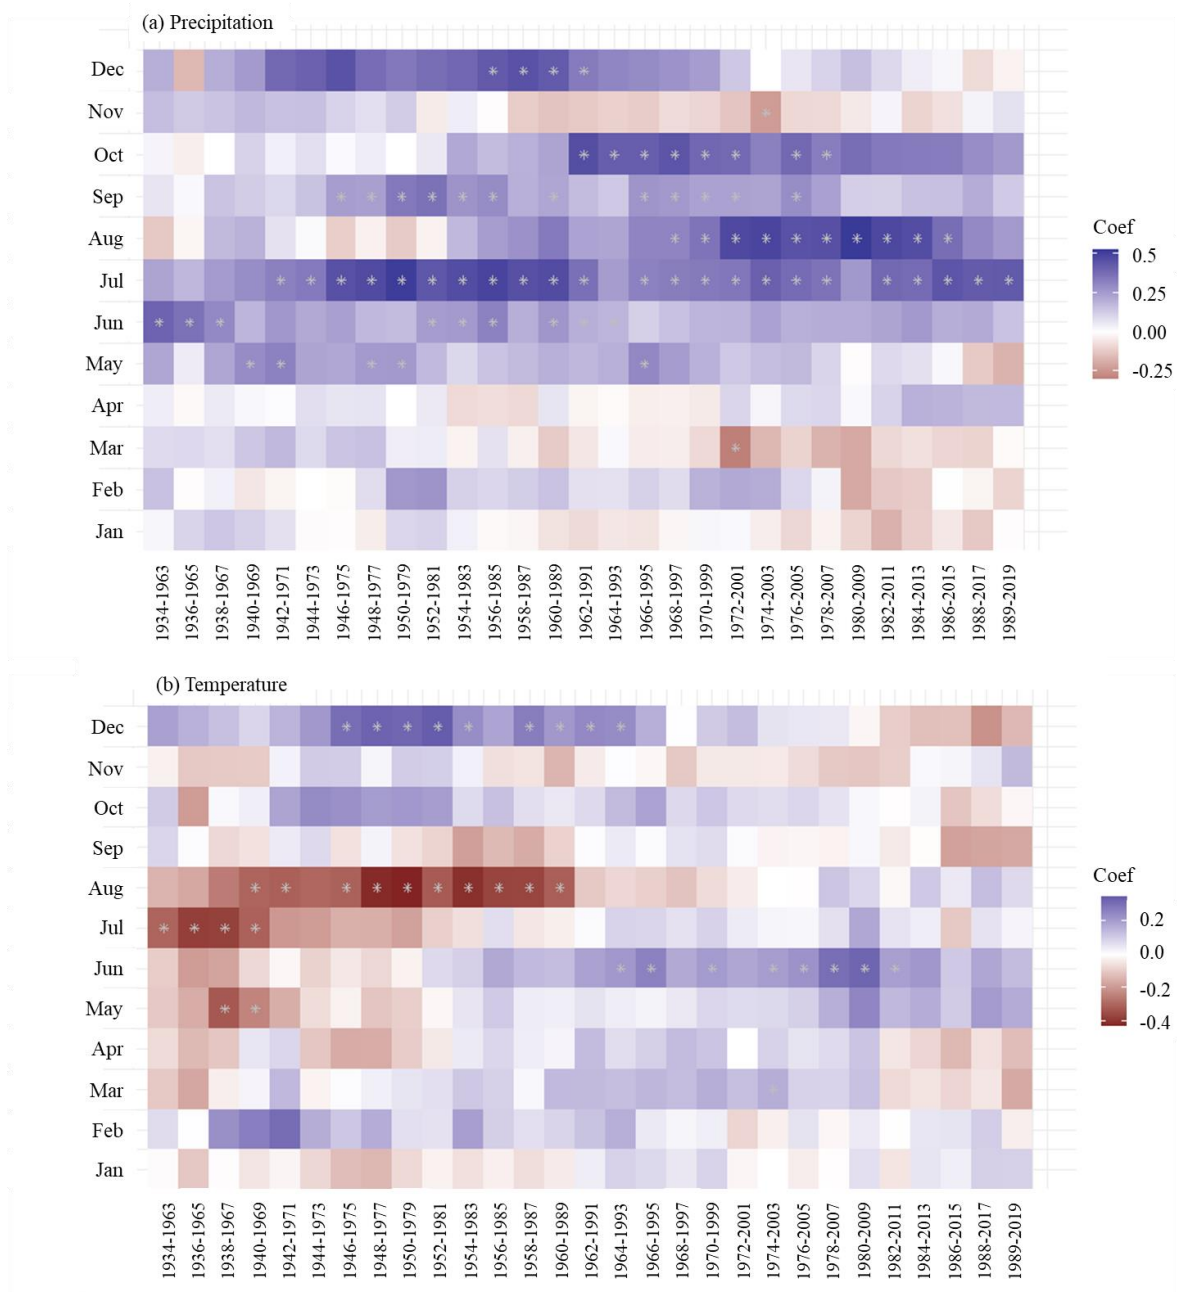 (a) Precipitation
Dec
Nov
Oct
Sep
Aug
Jul
Jun
May
Apr
Mar
Feb
Jan
Coef
0.5
0.25
0.00
-0.25
1934-1963
1936-1965
1938-1967
1940-1969
1942-1971
1944-1973
1946-1975
1948-1977
1950-1979
1952-1981
1954-1983
1956-1985
1958-1987
1960-1989
1962-1991
1964-1993
1966-1995
1968-1997
1970-1999
1972-2001
1974-2003
1976-2005
1978-2007
1980-2009
1982-2011
1984-2013
1986-2015
1988-2017
1989-2019
(b) Temperature
Dec
Nov
Oct
Sep
Aug
Jul
Jun
May
Apr
Mar
Feb
Jan
Coef
0.2
0.0
-0.2
-0.4
1934-1963
1936-1965
1938-1967
1940-1969
1942-1971
1944-1973
1946-1975
1948-1977
1950-1979
1952-1981
1954-1983
1956-1985
1958-1987
1960-1989
1962-1991
1964-1993
1966-1995
1968-1997
1970-1999
1972-2001
1974-2003
1976-2005
1978-2007
1980-2009
1982-2011
1984-2013
1986-2015
1988-2017
1989-2019